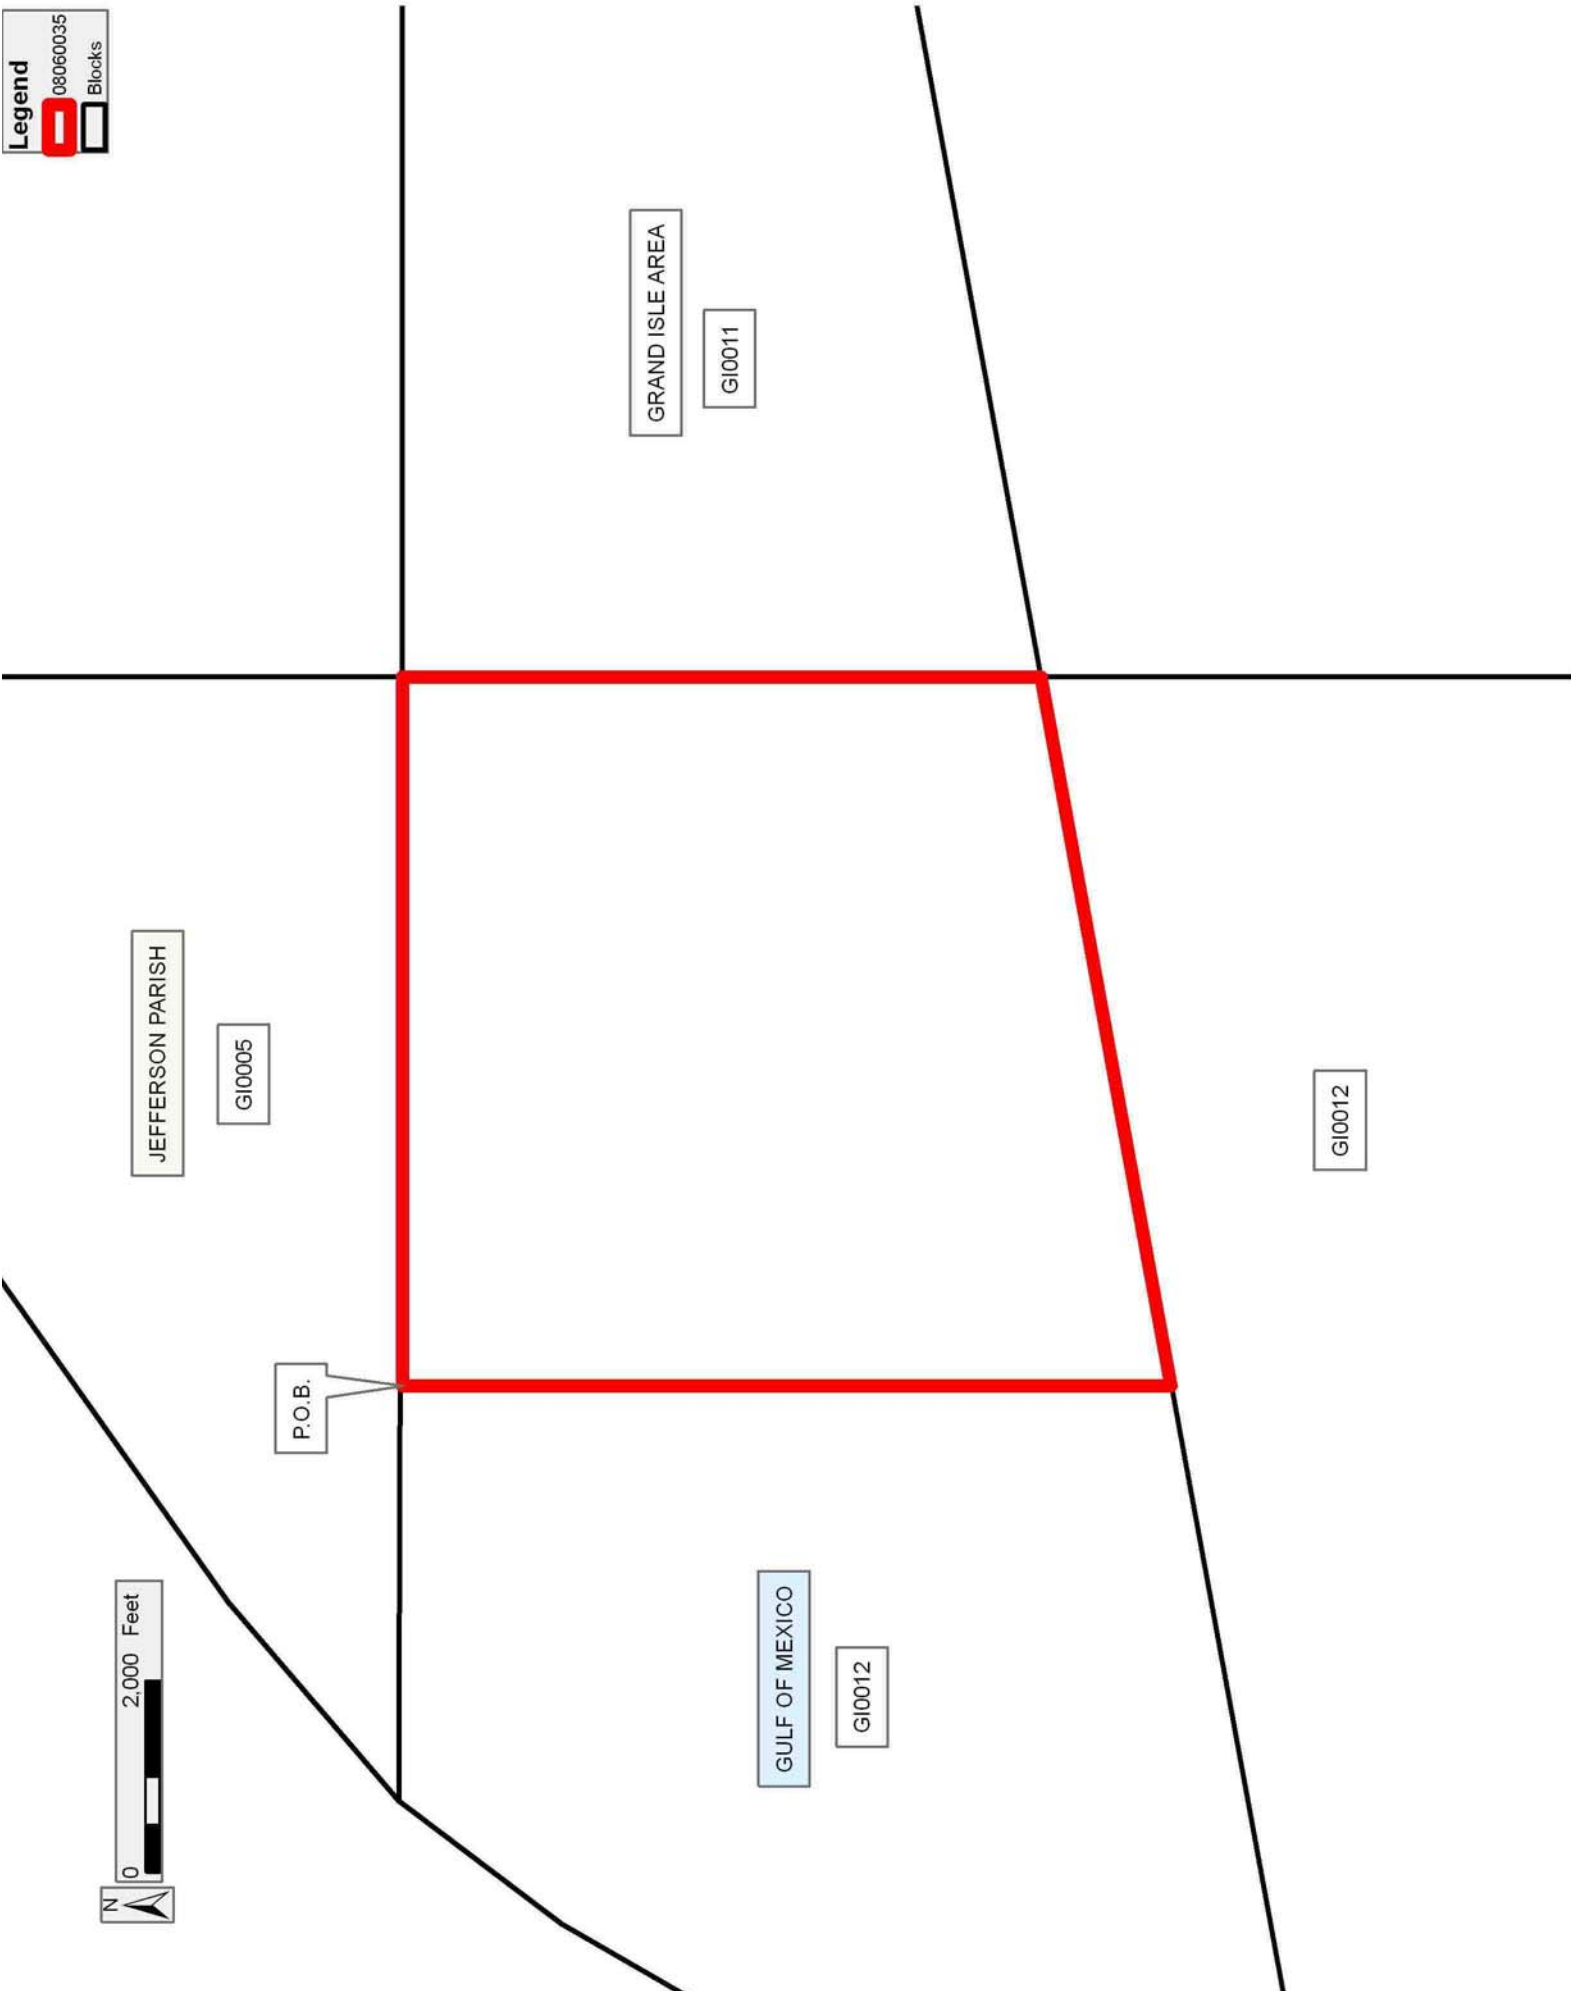 N
0 2,000 Feet
Legend
08060035
Blocks
JEFFERSON PARISH
GI0005
P.O.B.
GRAND ISLE AREA
GI0011
GULF OF MEXICO
GI0012
GI0012